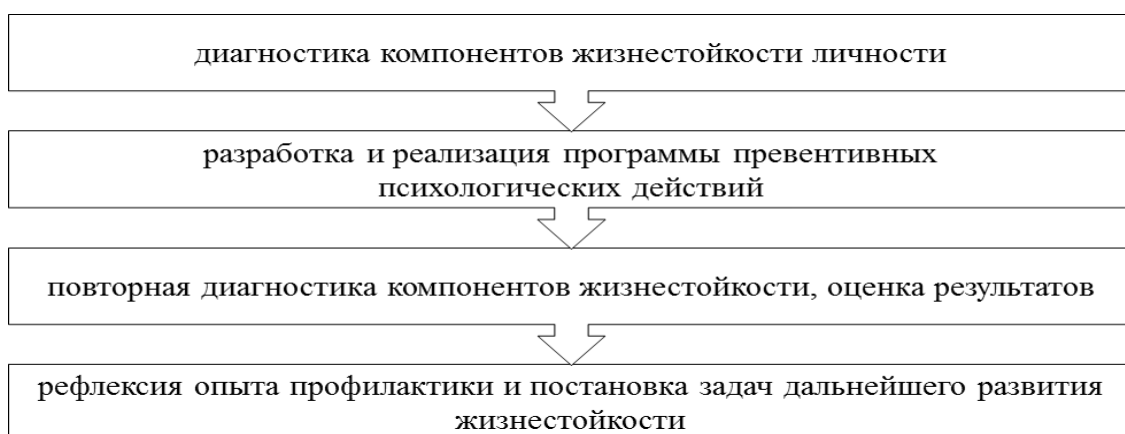 диагностика компонентов жизнестойкости личности
разработка и реализация программы превентивных
психологических действий
повторная диагностика компонентов жизнестойкости, оценка результатов
рефлексия опыта профилактики и постановка задач дальнейшего развития
жизнестойкости